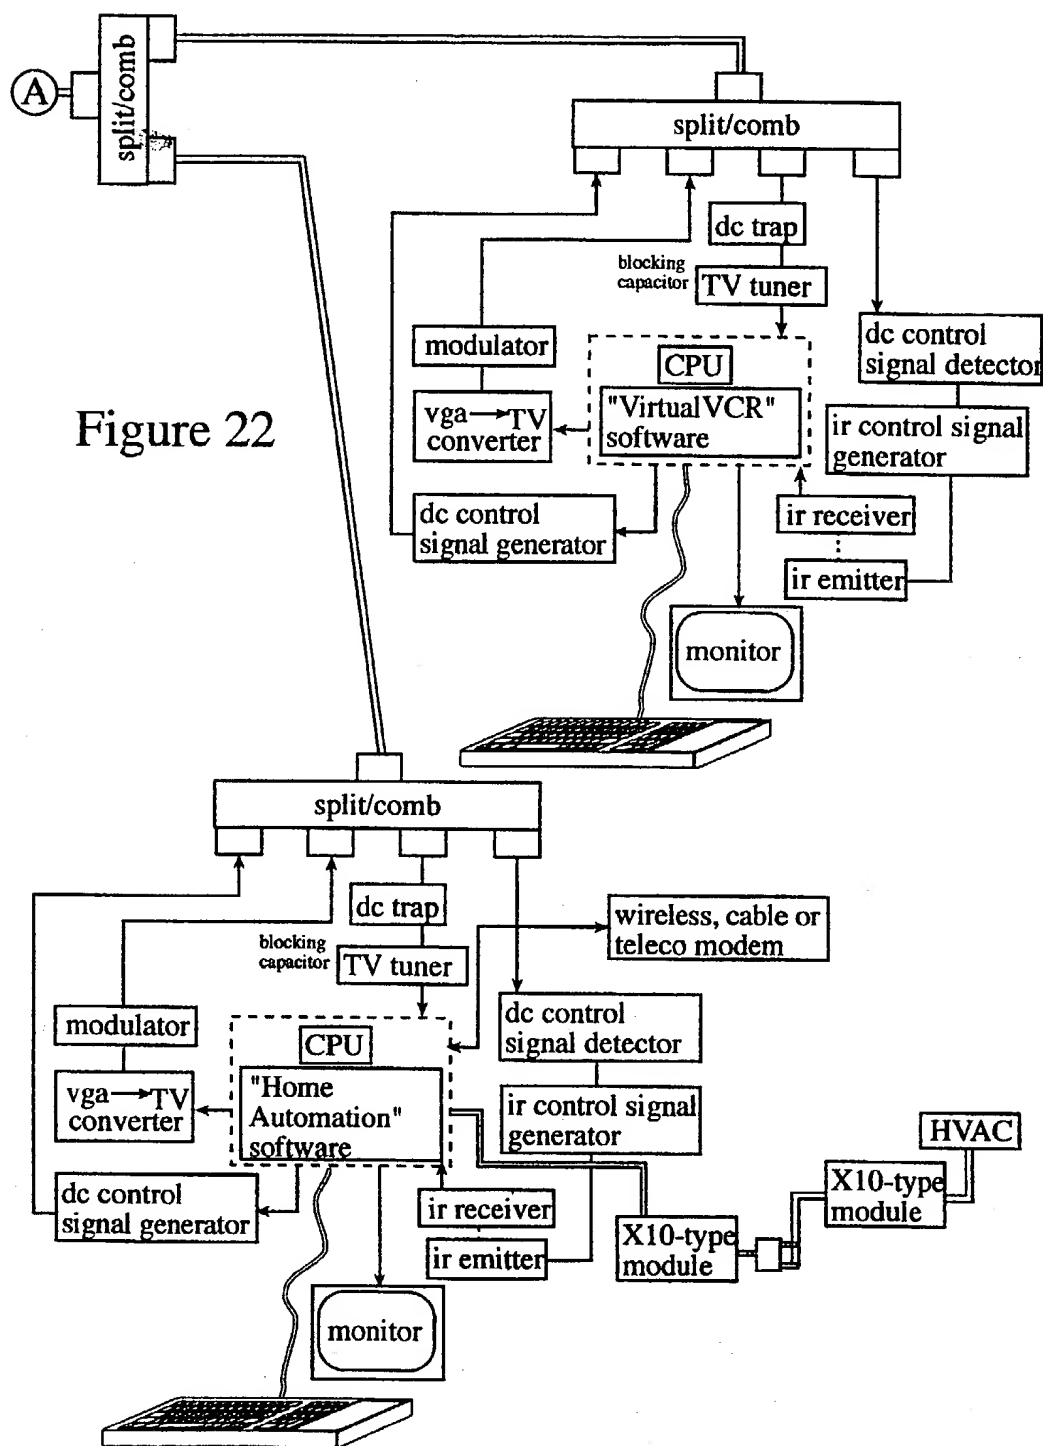 A
split/comb
split/comb
dc trap
blocking
capacitor
TV tuner
modulator
CPU
dc control
signal detector
Figure 22
vga→TV
converter
"VirtualVCR"
software
ir control signal
generator
dc control
signal generator
ir receiver
ir emitter
monitor
split/comb
dc trap
wireless, cable or
teleco modem
blocking
capacitor
TV tuner
modulator
CPU
dc control
signal detector
vga→TV
converter
"Home
Automation"
software
ir control signal
generator
HVAC
dc control
signal generator
ir receiver
ir emitter
X10-type
module
X10-type
module
monitor